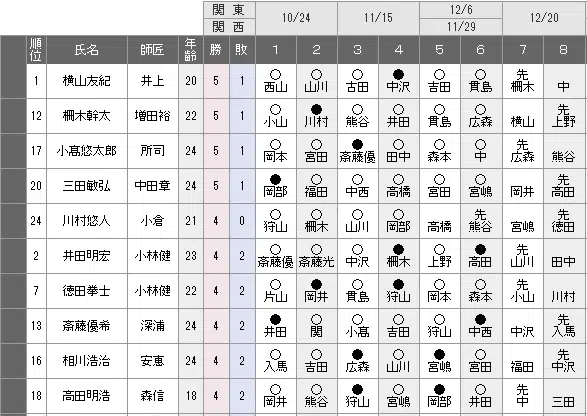 関 東 10/24 11/15 12/6 12/20
関 西 11/29
順位 氏名 師匠 年齢 勝 敗 1 2 3 4 5 6 7 8
1 横山友紀 井上 20 5 1 ○西山 ○山川 ○古田 ●中沢 ○吉田 ○貫島 先柵木 中
12 柵木幹太 増田裕 22 5 1 ○小山 ●川村 ○熊谷 ○井田 ○貫島 ○広森 横山 先上野
17 小髙悠太郎 所司 24 5 1 ○岡本 ○宮田 ●斎藤優 ○田中 ○森本 ○中 先広森 熊谷
20 三田敏弘 中田章 24 5 1 ●岡部 ○福田 ○中西 ○高橋 ○宮田 ○宮嶋 岡井 先高田
24 川村悠人 小倉 21 4 0 ○狩山 ○柵木 ○山川 ○岡部 高橋 先熊谷 宮嶋 先徳田
2 井田明宏 小林健 23 4 2 ○斎藤優 ○斎藤光 ○中沢 ●柵木 ○上野 ●高田 先山川 田中
7 徳田拳士 小林健 22 4 2 ○片山 ●岡井 ○貫島 ●狩山 ○岡本 ○森本 先小山 川村
13 斎藤優希 深浦 24 4 2 ●井田 ○関 ○小髙 ○吉田 ○狩山 ●中西 中沢 先入馬
16 相川浩治 安恵 24 4 2 ○入馬 ○吉田 ●広森 ○山川 ●宮嶋 ○宮田 福田 先中沢
18 高田明浩 森信 18 4 2 ○岡井 ○熊谷 ●狩山 ○宮嶋 ●岡部 ○井田 先中 三田